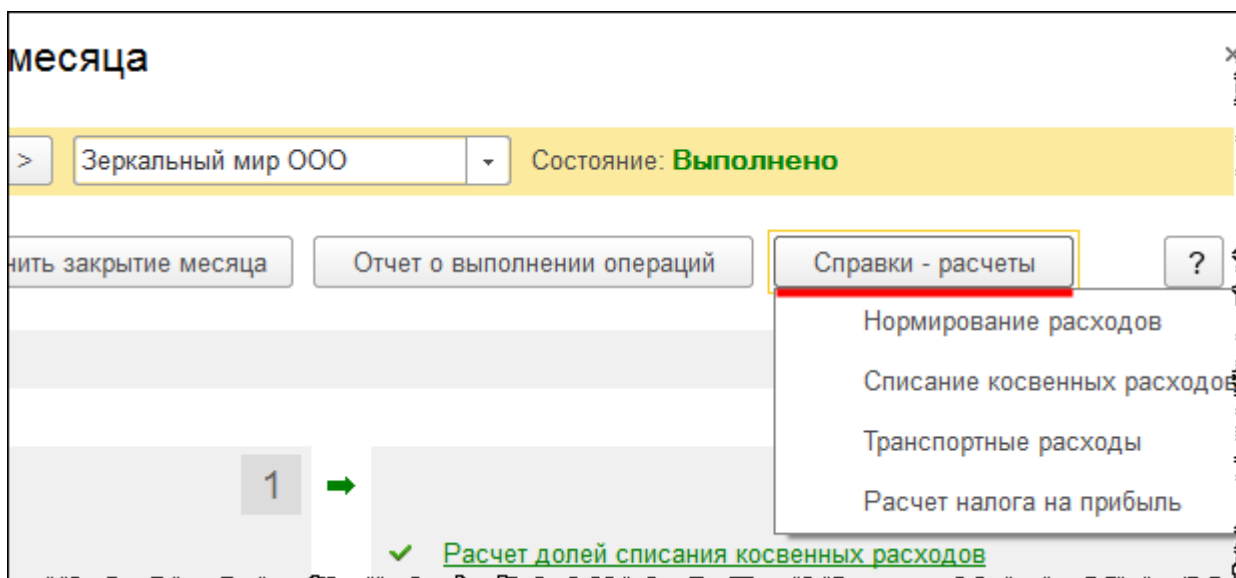 месяца
> Зеркальный мир ООО Состояние: Выполнено
нить закрытие месяца Отчет о выполнении операций Справки - расчеты ?
Нормирование расходов
Списание косвенных расходов
Транспортные расходы
1
Расчет налога на прибыль
Расчет долей списания косвенных расходов